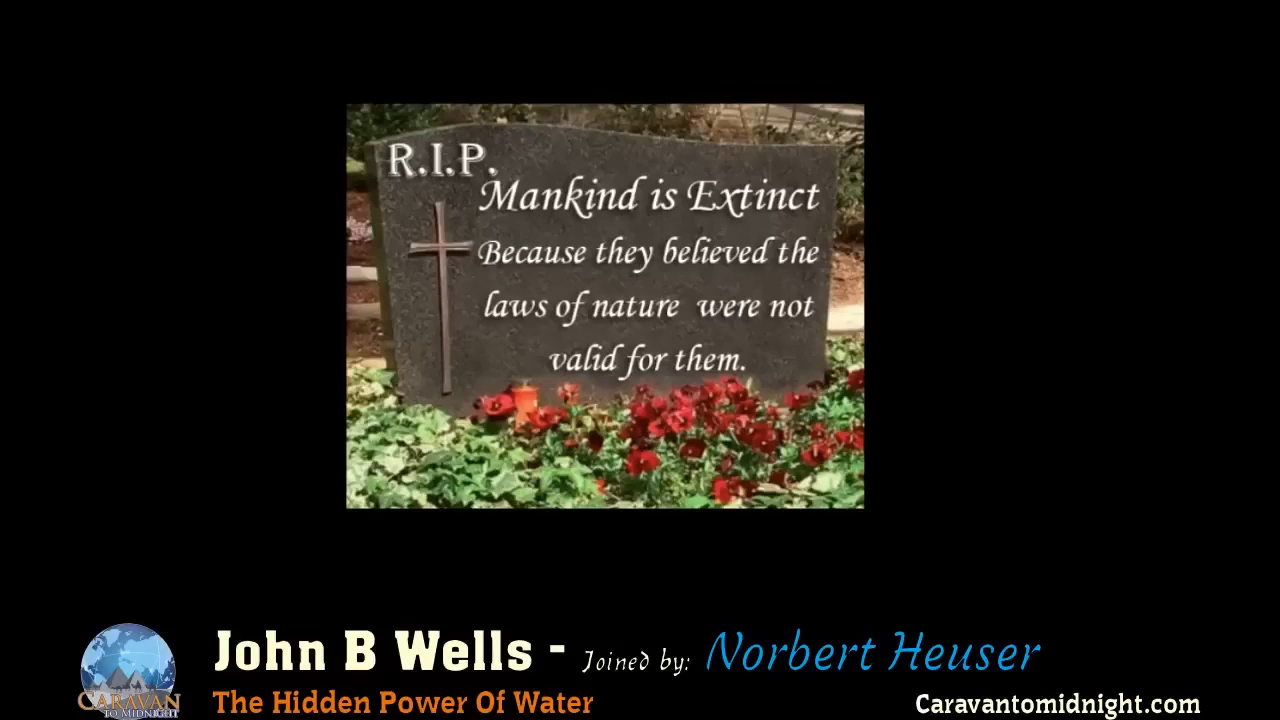 R.I.P.
Mankind is Extinct
Because they believed the
laws of nature were not
valid for them.
John B Wells - Joined by: Norbert Heuser
CARAVAN
TO MIDNIGHT
The Hidden Power Of Water
Caravantomidnight.com